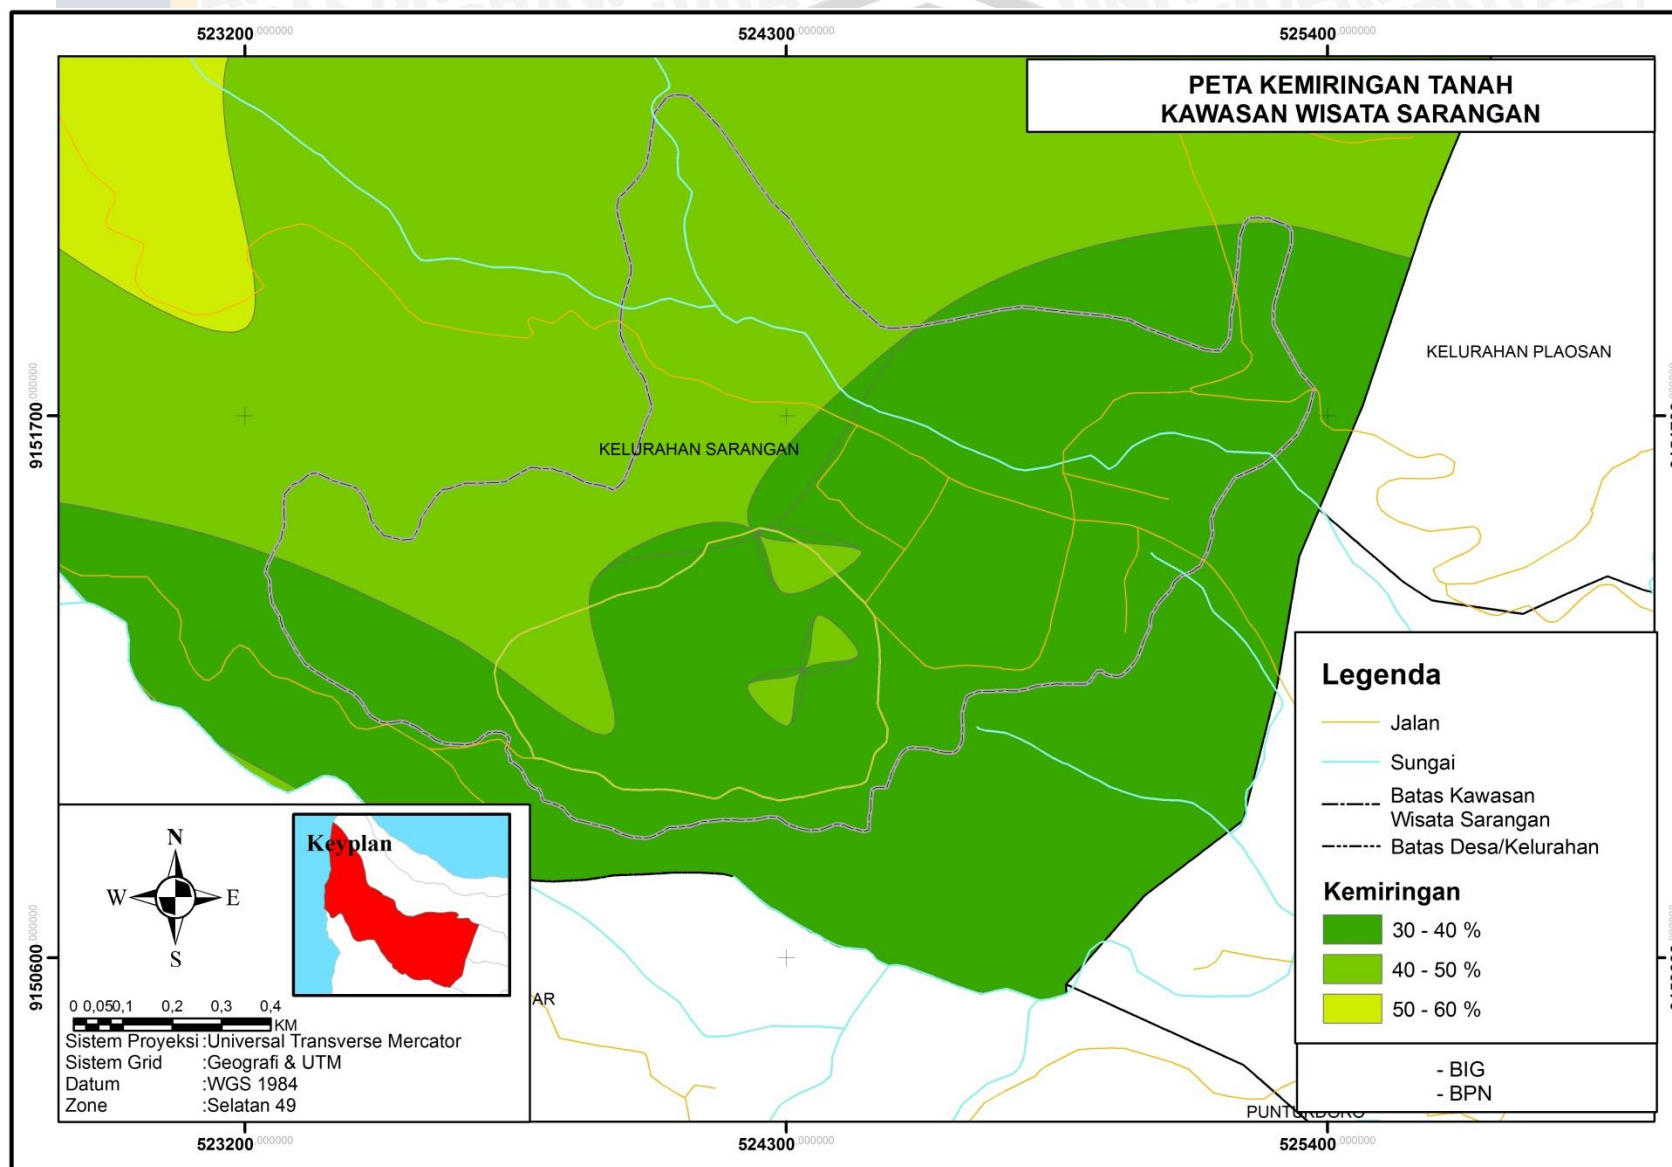 523200.000000 524300.000000 525400.000000
PETA KEMIRINGAN TANAH
KAWASAN WISATA SARANGAN
KELURAHAN PLAOSAN
9151700.000000
KELURAHAN SARANGAN
Legenda
Jalan
Sungai
Batas Kawasan
Wisata Sarangan
Batas Desa/Kelurahan
Kemiringan
30 - 40 %
40 - 50 %
50 - 60 %
- BIG
- BPN
9150600.000000
Keyplan
N
W E
S
AR
0 0,050,1 0,2 0,3 0,4
KM
Sistem Proyeksi :Universal Transverse Mercator
Sistem Grid :Geografi & UTM
Datum :WGS 1984
Zone :Selatan 49
523200.000000 524300.000000 525400.000000